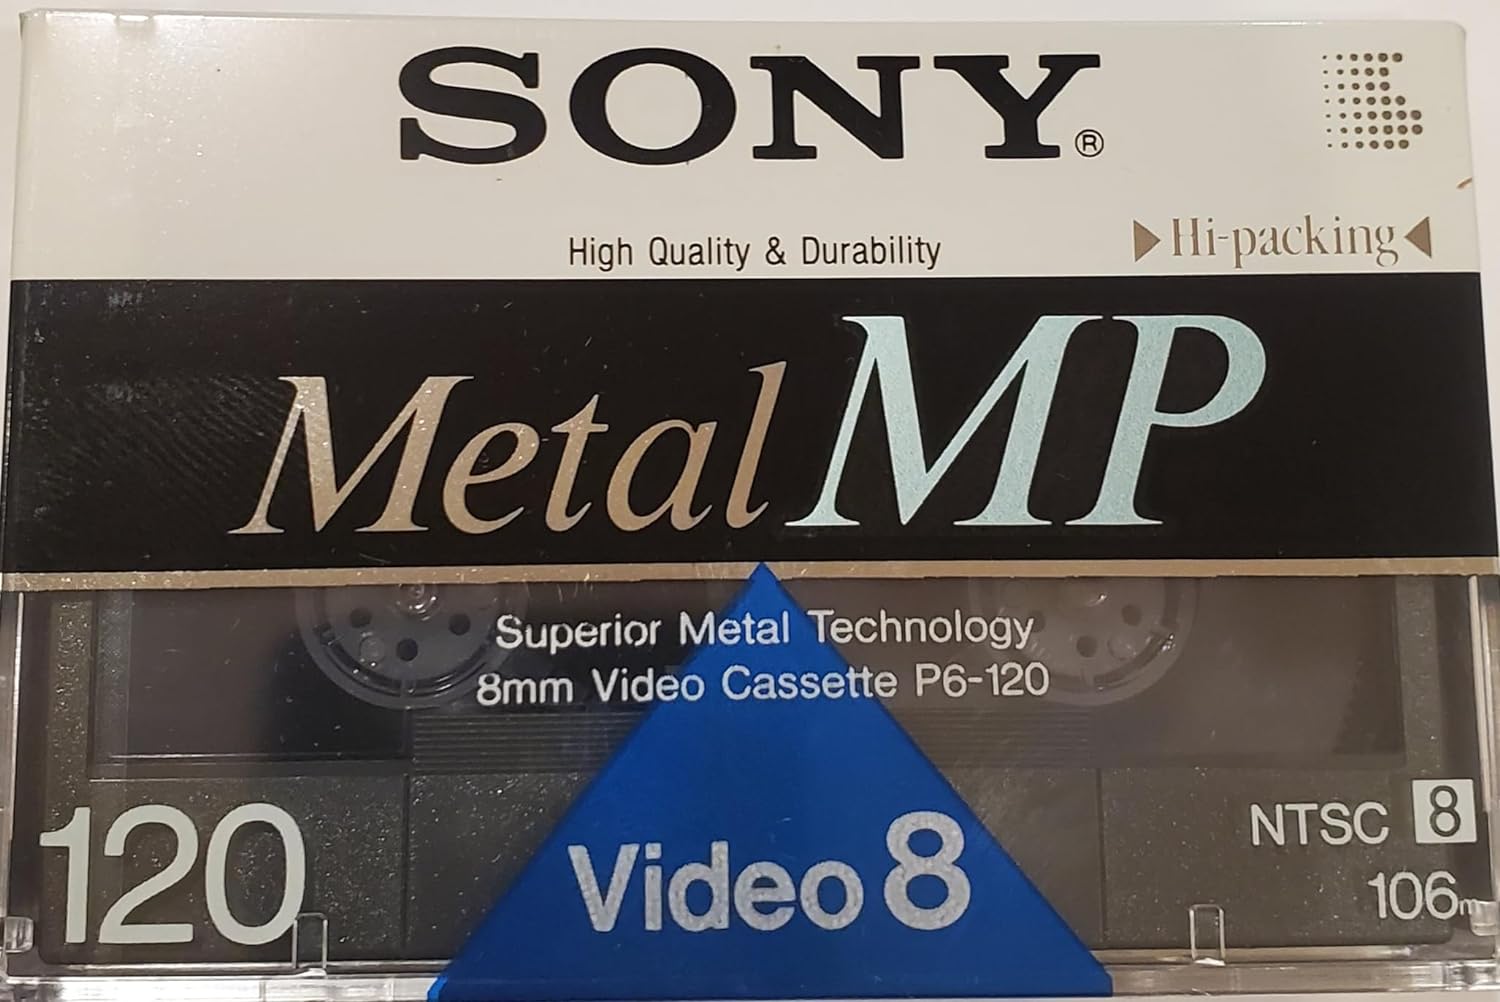 SONY®
High Quality & Durability
Hi-packing
Metal MP
Superior Metal Technology
8mm Video Cassette P6-120
120
Video 8
NTSC 8
106m